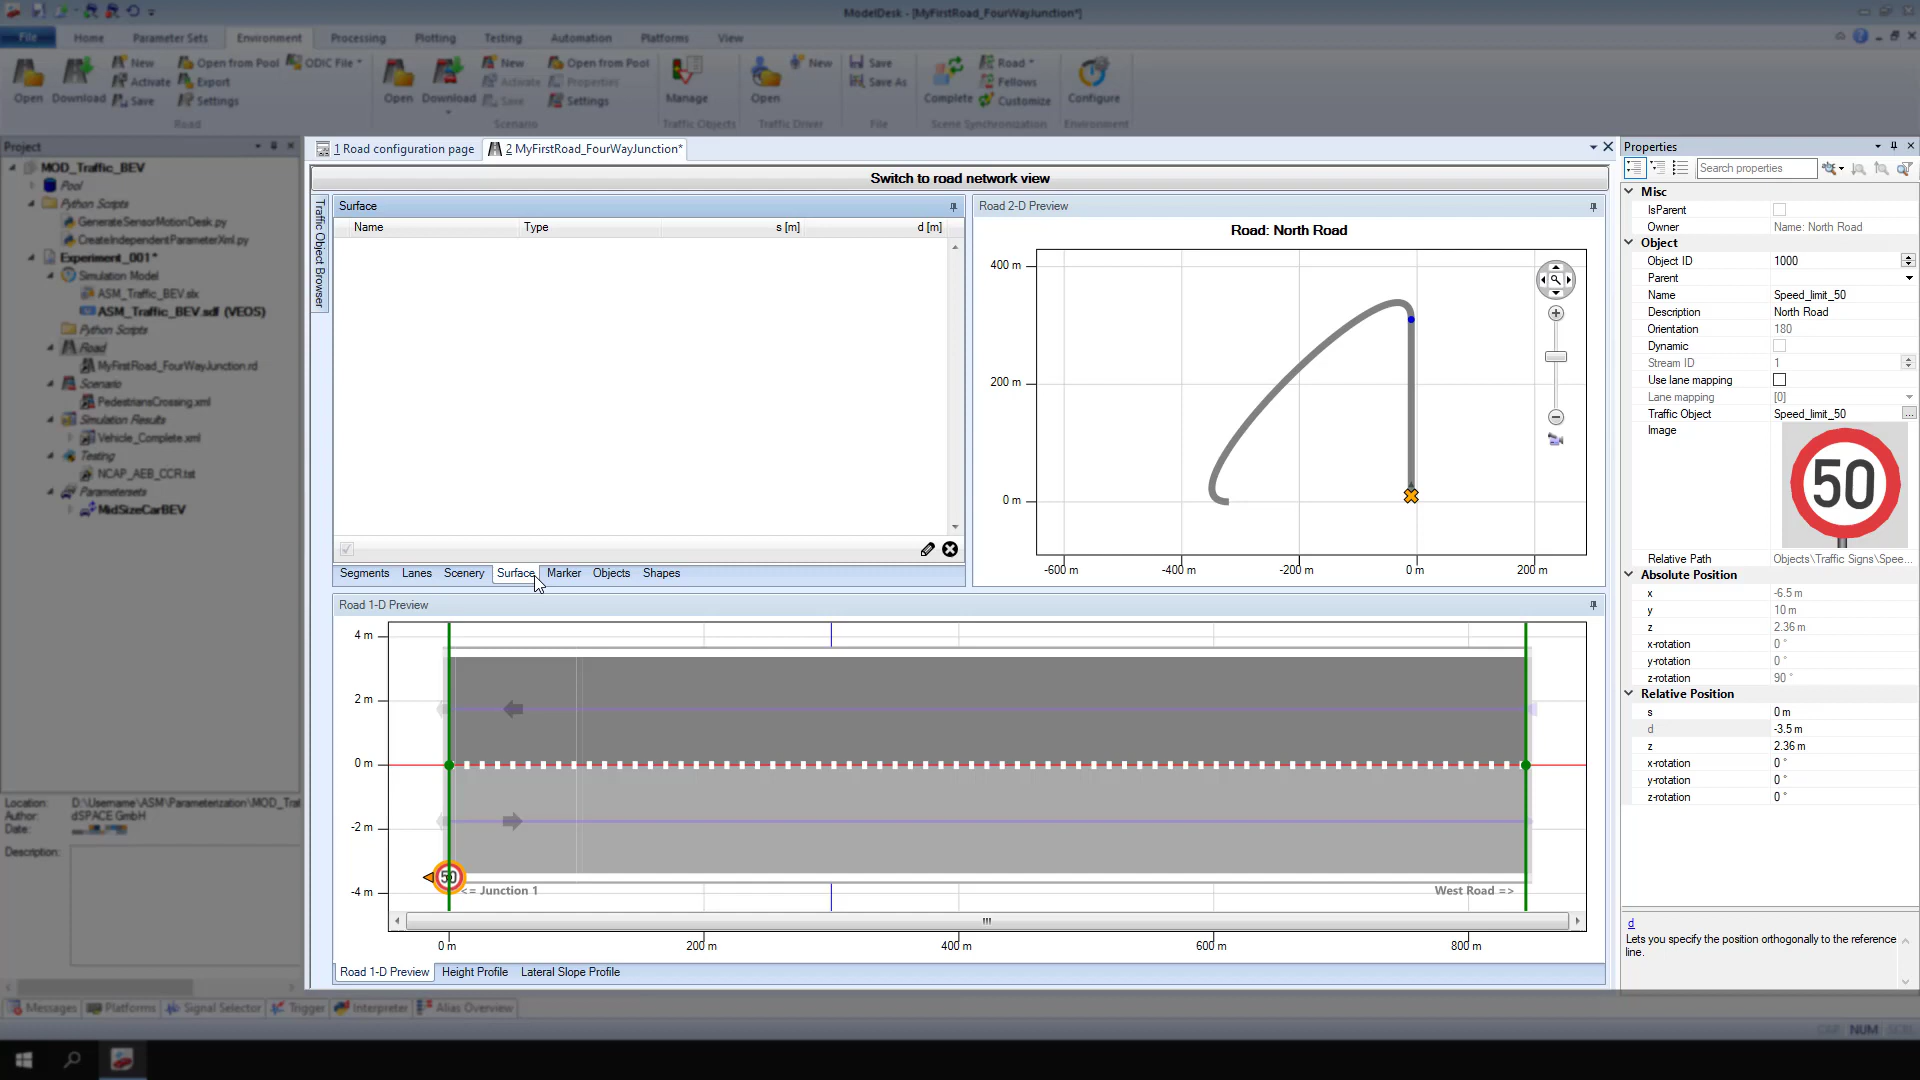 ModelDesk - [MyFirstRoad_FourWayJunction*]
File Home Parameter Sets Environment Processing Plotting Testing Automation Platforms View
Open Download New Activate Save Open from Pool Export Settings ODIC File
Road
Open Download New Activate Save Open from Pool Properties Settings
Scenario
Manage
Traffic Objects
Open New
Traffic Driver
Save
Save As
File
Complete Road Fellows Customize
Scene Synchronization
Configure
Environment
Project
MOD_Traffic_BEV
Pool
Python Scripts
GenerateSensorMotionDesk.py
CreateIndependentParameterXml.py
Experiment_001*
Simulation Model
ASM_Traffic_BEV.slx
ASM_Traffic_BEV.sdf (VEOS)
Python Scripts
Road
MyFirstRoad_FourWayJunction.rd
Scenario
PedestriansCrossing.xml
Simulation Results
Vehicle_Complete.xml
Testing
NCAP_AEB_CCR.tst
Parametersets
MidSizeCarBEV
Location: D:\Username\ASM\Parameterization\MOD_Trai
Author: dSPACE GmbH
Date:
Description:
1 Road configuration page
2 MyFirstRoad_FourWayJunction*
Switch to road network view
Traffic Object Browser
Surface
Name Type s [m] d [m]
Segments Lanes Scenery Surface Marker Objects Shapes
Road 2-D Preview
Road: North Road
400 m
200 m
0 m
-600 m -400 m -200 m 0 m 200 m
Road 1-D Preview
4 m
2 m
0 m
-2 m
-4 m
50
<= Junction 1
West Road =>
0 m 200 m 400 m 600 m 800 m
Road 1-D Preview Height Profile Lateral Slope Profile
Properties
Search properties
Misc
IsParent
Owner Name: North Road
Object
Object ID 1000
Parent
Name Speed_limit_50
Description North Road
Orientation 180
Dynamic
Stream ID 1
Use lane mapping
Lane mapping [0]
Traffic Object Speed_limit_50 ...
Image
50
Relative Path Objects\Traffic Signs\Spee...
Absolute Position
x -6.5 m
y 10 m
z 2.36 m
x-rotation 0 °
y-rotation 0 °
z-rotation 90 °
Relative Position
s 0 m
d -3.5 m
z 2.36 m
x-rotation 0 °
y-rotation 0 °
z-rotation 0 °
d
Lets you specify the position orthogonally to the reference
line.
Messages Platforms Signal Selector Trigger Interpreter Alias Overview
CAP NUM SCRL